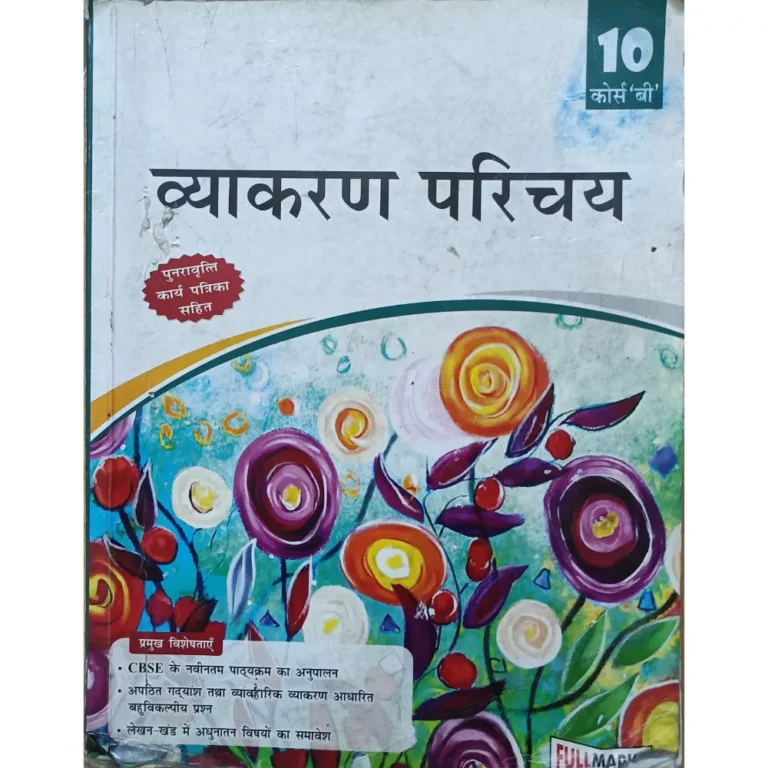 10
कोर्स 'बी'
व्याकरण परिचय
पुनरावृत्ति
कार्य पत्रिका
सहित
प्रमुख विशेषताएँ
• CBSE के नवीनतम पाठ्यक्रम का अनुपालन
• अपठित गद्यांश तथा व्यावहारिक व्याकरण आधारित
बहुविकल्पीय प्रश्न
• लेखन-खंड में अधुनातन विषयों का समावेश
FULLMARKS